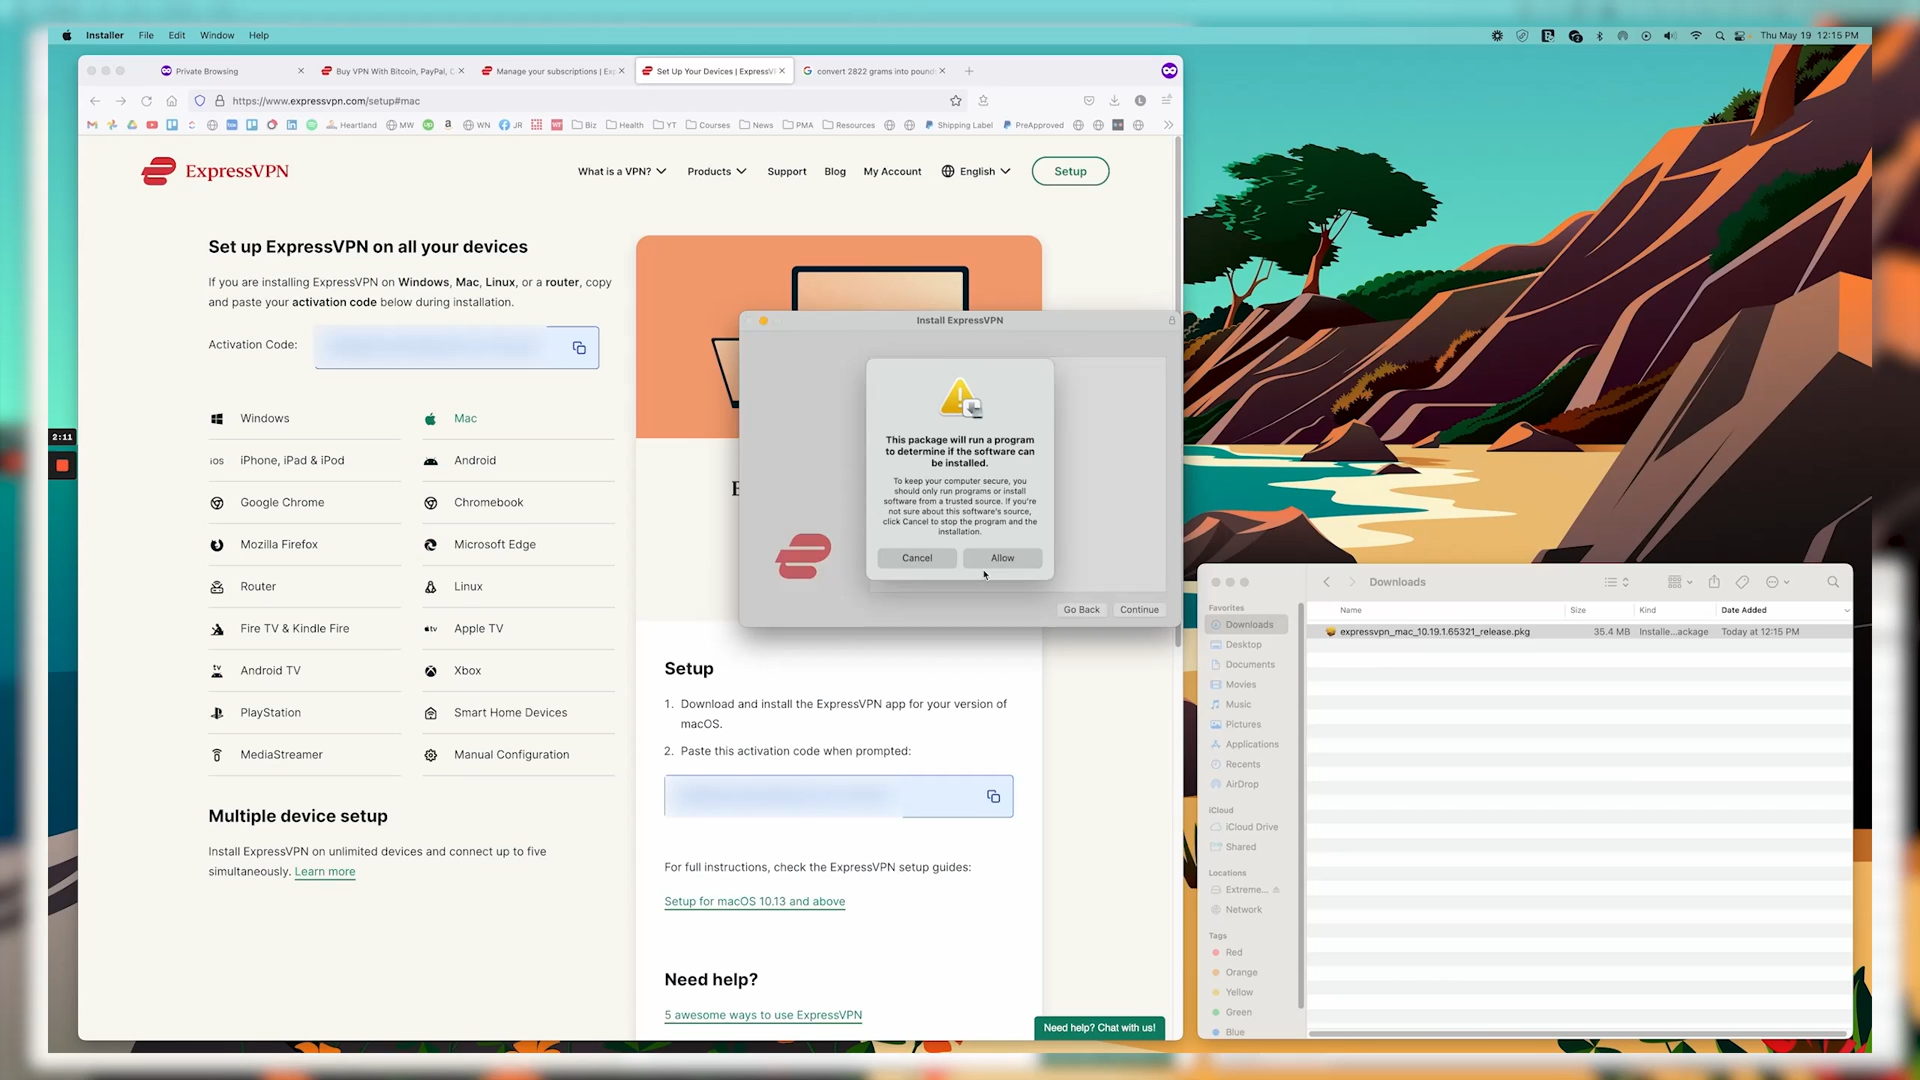 Installer File Edit Window Help
Thu May 19 12:15 PM
Private Browsing
Buy VPN With Bitcoin, PayPal, C
Manage your subscriptions | Exp
Set Up Your Devices | ExpressV
convert 2822 grams into pound
https://www.expressvpn.com/setup#mac
Heartland MW WN JR Biz Health YT Courses News PMA Resources Shipping Label PreApproved
ExpressVPN
What is a VPN? Products Support Blog My Account English Setup
Set up ExpressVPN on all your devices
If you are installing ExpressVPN on Windows, Mac, Linux, or a router, copy
and paste your activation code below during installation.
Activation Code:
Windows
Mac
iOS iPhone, iPad & iPod
Android
Google Chrome
Chromebook
Mozilla Firefox
Microsoft Edge
Router
Linux
Fire TV & Kindle Fire
tv Apple TV
tv Android TV
Xbox
PlayStation
Smart Home Devices
MediaStreamer
Manual Configuration
Multiple device setup
Install ExpressVPN on unlimited devices and connect up to five
simultaneously. Learn more
2:11
Install ExpressVPN
This package will run a program
to determine if the software can
be installed.
To keep your computer secure, you
should only run programs or install
software from a trusted source. If you're
not sure about this software's source,
click Cancel to stop the program and the
installation.
Cancel Allow
Go Back Continue
E
Setup
1. Download and install the ExpressVPN app for your version of
macOS.
2. Paste this activation code when prompted:
For full instructions, check the ExpressVPN setup guides:
Setup for macOS 10.13 and above
Need help?
5 awesome ways to use ExpressVPN
Need help? Chat with us!
Downloads
Favorites
Downloads
Desktop
Documents
Movies
Music
Pictures
Applications
Recents
AirDrop
iCloud
iCloud Drive
Shared
Locations
Extreme...
Network
Tags
Red
Orange
Yellow
Green
Blue
Name Size Kind Date Added
expressvpn_mac_10.19.1.65321_release.pkg 35.4 MB Installe...ackage Today at 12:15 PM